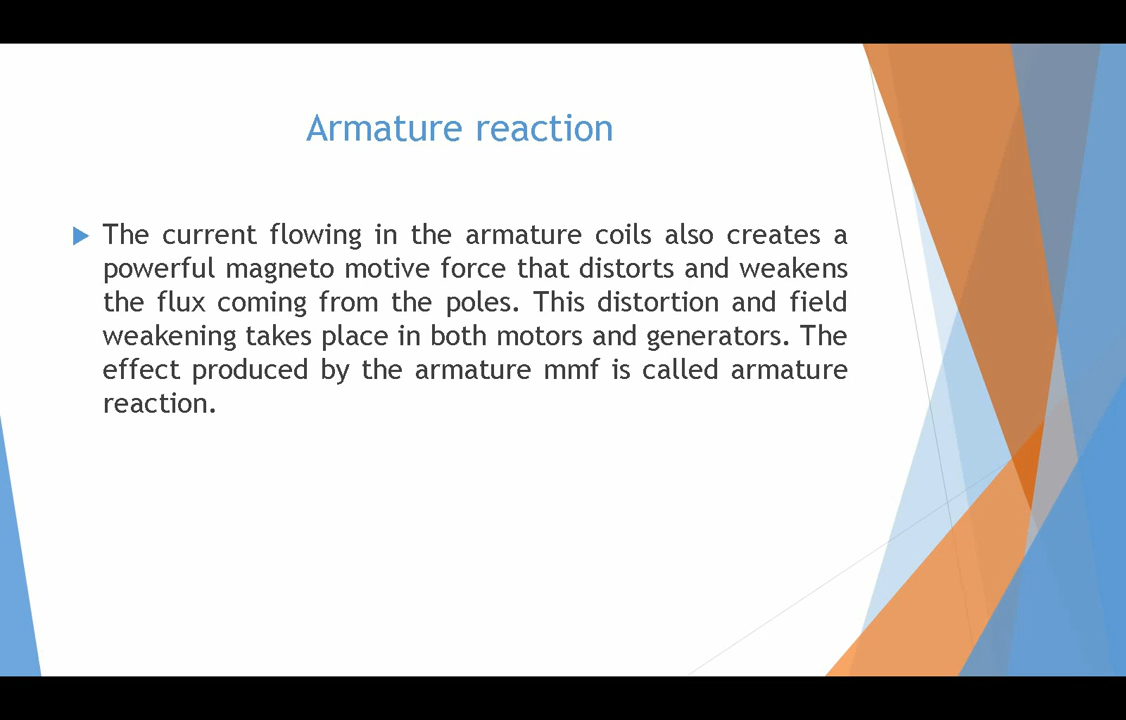 Armature reaction
The current flowing in the armature coils also creates a
powerful magneto motive force that distorts and weakens
the flux coming from the poles. This distortion and field
weakening takes place in both motors and generators. The
effect produced by the armature mmf is called armature
reaction.